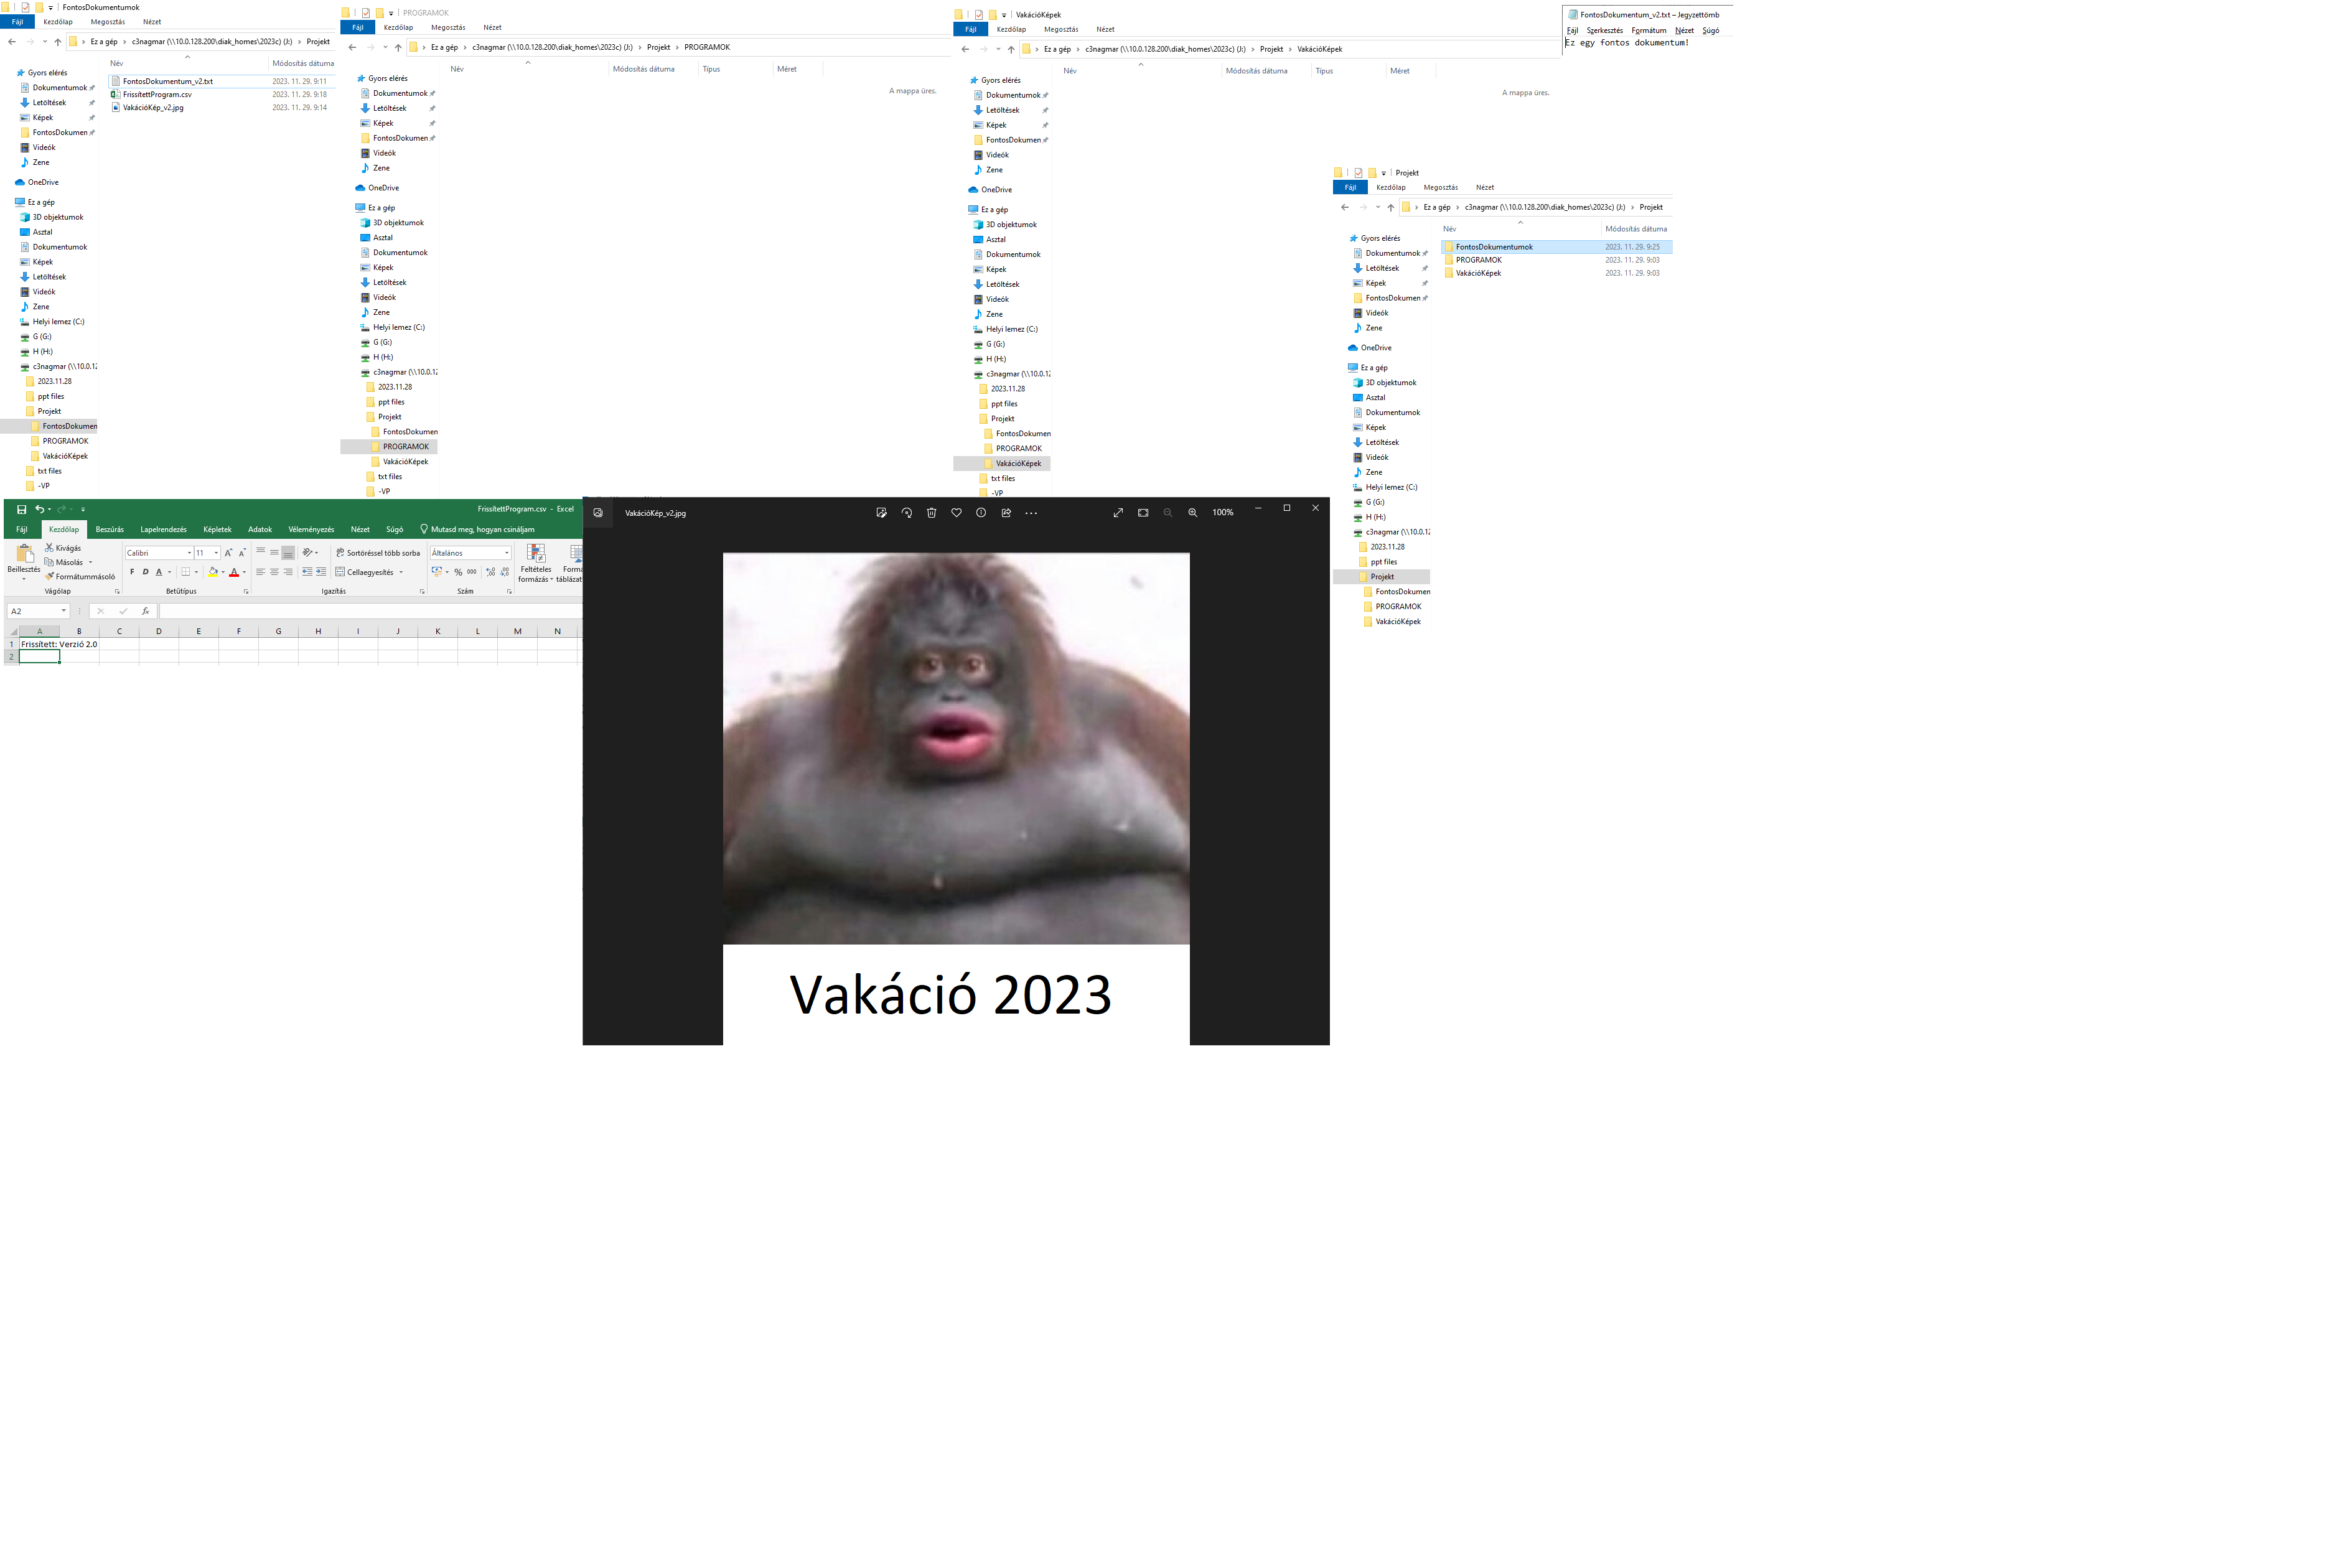 FontosDokumentumok
Fájl Kezdőlap Megosztás Nézet
Ez a gép › c3nagmar (\\10.0.128.200\diak_homes\2023c) (J:) › Projekt
Név Módosítás dátuma
FontosDokumentum_v2.txt 2023. 11. 29. 9:11
FrissítettProgram.csv 2023. 11. 29. 9:18
VakációKép_v2.jpg 2023. 11. 29. 9:14
Gyors elérés
Dokumentumok
Letöltések
Képek
FontosDokumen
Videók
Zene
OneDrive
Ez a gép
3D objektumok
Asztal
Dokumentumok
Képek
Letöltések
Videók
Zene
Helyi lemez (C:)
G (G:)
H (H:)
c3nagmar (\\10.0.12
2023.11.28
ppt files
Projekt
FontosDokumen
PROGRAMOK
VakációKépek
txt files
-VP
PROGRAMOK
Fájl Kezdőlap Megosztás Nézet
Ez a gép › c3nagmar (\\10.0.128.200\diak_homes\2023c) (J:) › Projekt › PROGRAMOK
Név Módosítás dátuma Típus Méret
A mappa üres.
Gyors elérés
Dokumentumok
Letöltések
Képek
FontosDokumen
Videók
Zene
OneDrive
Ez a gép
3D objektumok
Asztal
Dokumentumok
Képek
Letöltések
Videók
Zene
Helyi lemez (C:)
G (G:)
H (H:)
c3nagmar (\\10.0.12
2023.11.28
ppt files
Projekt
FontosDokumen
PROGRAMOK
VakációKépek
txt files
-VP
VakációKépek
Fájl Kezdőlap Megosztás Nézet
Ez a gép › c3nagmar (\\10.0.128.200\diak_homes\2023c) (J:) › Projekt › VakációKépek
Név Módosítás dátuma Típus Méret
A mappa üres.
Gyors elérés
Dokumentumok
Letöltések
Képek
FontosDokumen
Videók
Zene
OneDrive
Ez a gép
3D objektumok
Asztal
Dokumentumok
Képek
Letöltések
Videók
Zene
Helyi lemez (C:)
G (G:)
H (H:)
c3nagmar (\\10.0.12
2023.11.28
ppt files
Projekt
FontosDokumen
PROGRAMOK
VakációKépek
txt files
-VP
FontosDokumentum_v2.txt – Jegyzettömb
Fájl Szerkesztés Formátum Nézet Súgó
Ez egy fontos dokumentum!
Projekt
Fájl Kezdőlap Megosztás Nézet
Ez a gép › c3nagmar (\\10.0.128.200\diak_homes\2023c) (J:) › Projekt
Név Módosítás dátuma
FontosDokumentumok 2023. 11. 29. 9:25
PROGRAMOK 2023. 11. 29. 9:03
VakációKépek 2023. 11. 29. 9:03
Gyors elérés
Dokumentumok
Letöltések
Képek
FontosDokumen
Videók
Zene
OneDrive
Ez a gép
3D objektumok
Asztal
Dokumentumok
Képek
Letöltések
Videók
Zene
Helyi lemez (C:)
G (G:)
H (H:)
c3nagmar (\\10.0.12
2023.11.28
ppt files
Projekt
FontosDokumen
PROGRAMOK
VakációKépek
FrissítettProgram.csv - Excel
Fájl Kezdőlap Beszúrás Lapelrendezés Képletek Adatok Véleményezés Nézet Súgó Mutasd meg, hogyan csináljam
Beillesztés
Kivágás
Másolás
Formátummásoló
Vágólap
Calibri 11
F D A
Betűtípus
Sortöréssel több sorba
Cellaegyesítés
Igazítás
Általános
% 000
Szám
Feltételes formázás
Formá táblázat
A2 fx
A B C D E F G H I J K L M N
1 Frissített: Verzió 2.0
2
VakációKép_v2.jpg
100%
Vakáció 2023